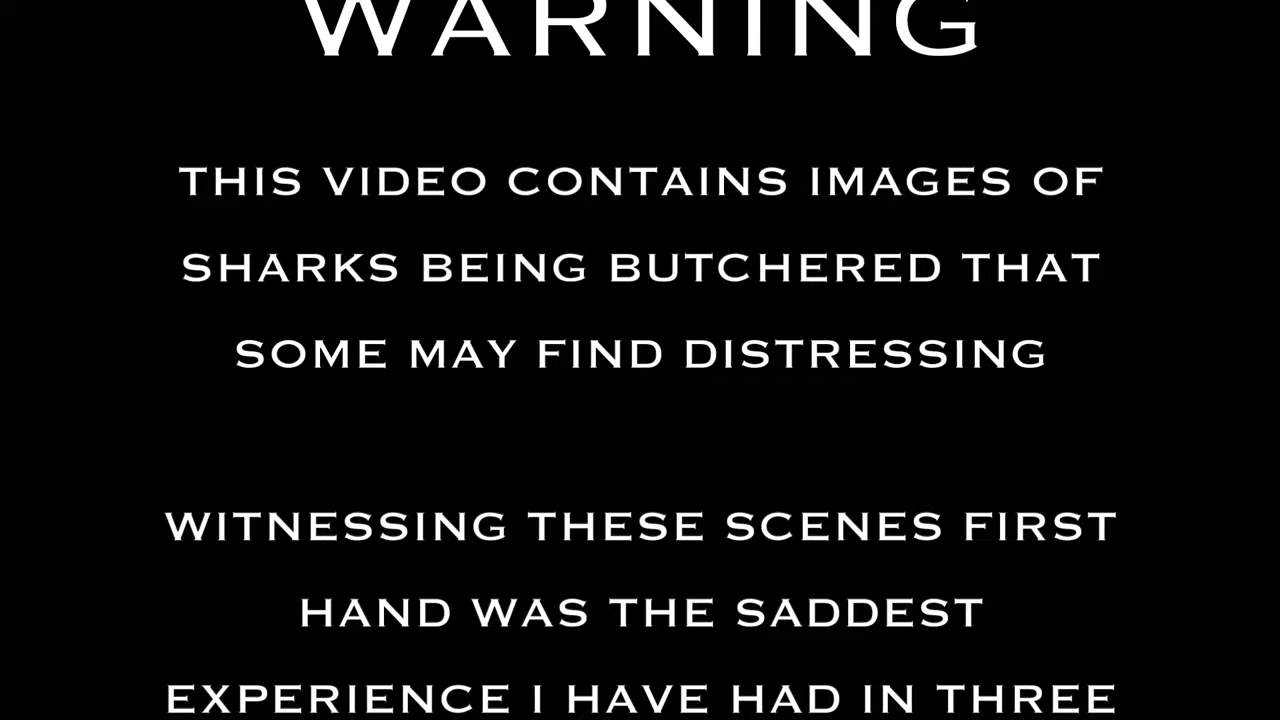 WARNING
THIS VIDEO CONTAINS IMAGES OF
SHARKS BEING BUTCHERED THAT
SOME MAY FIND DISTRESSING
WITNESSING THESE SCENES FIRST
HAND WAS THE SADDEST
EXPERIENCE I HAVE HAD IN THREE